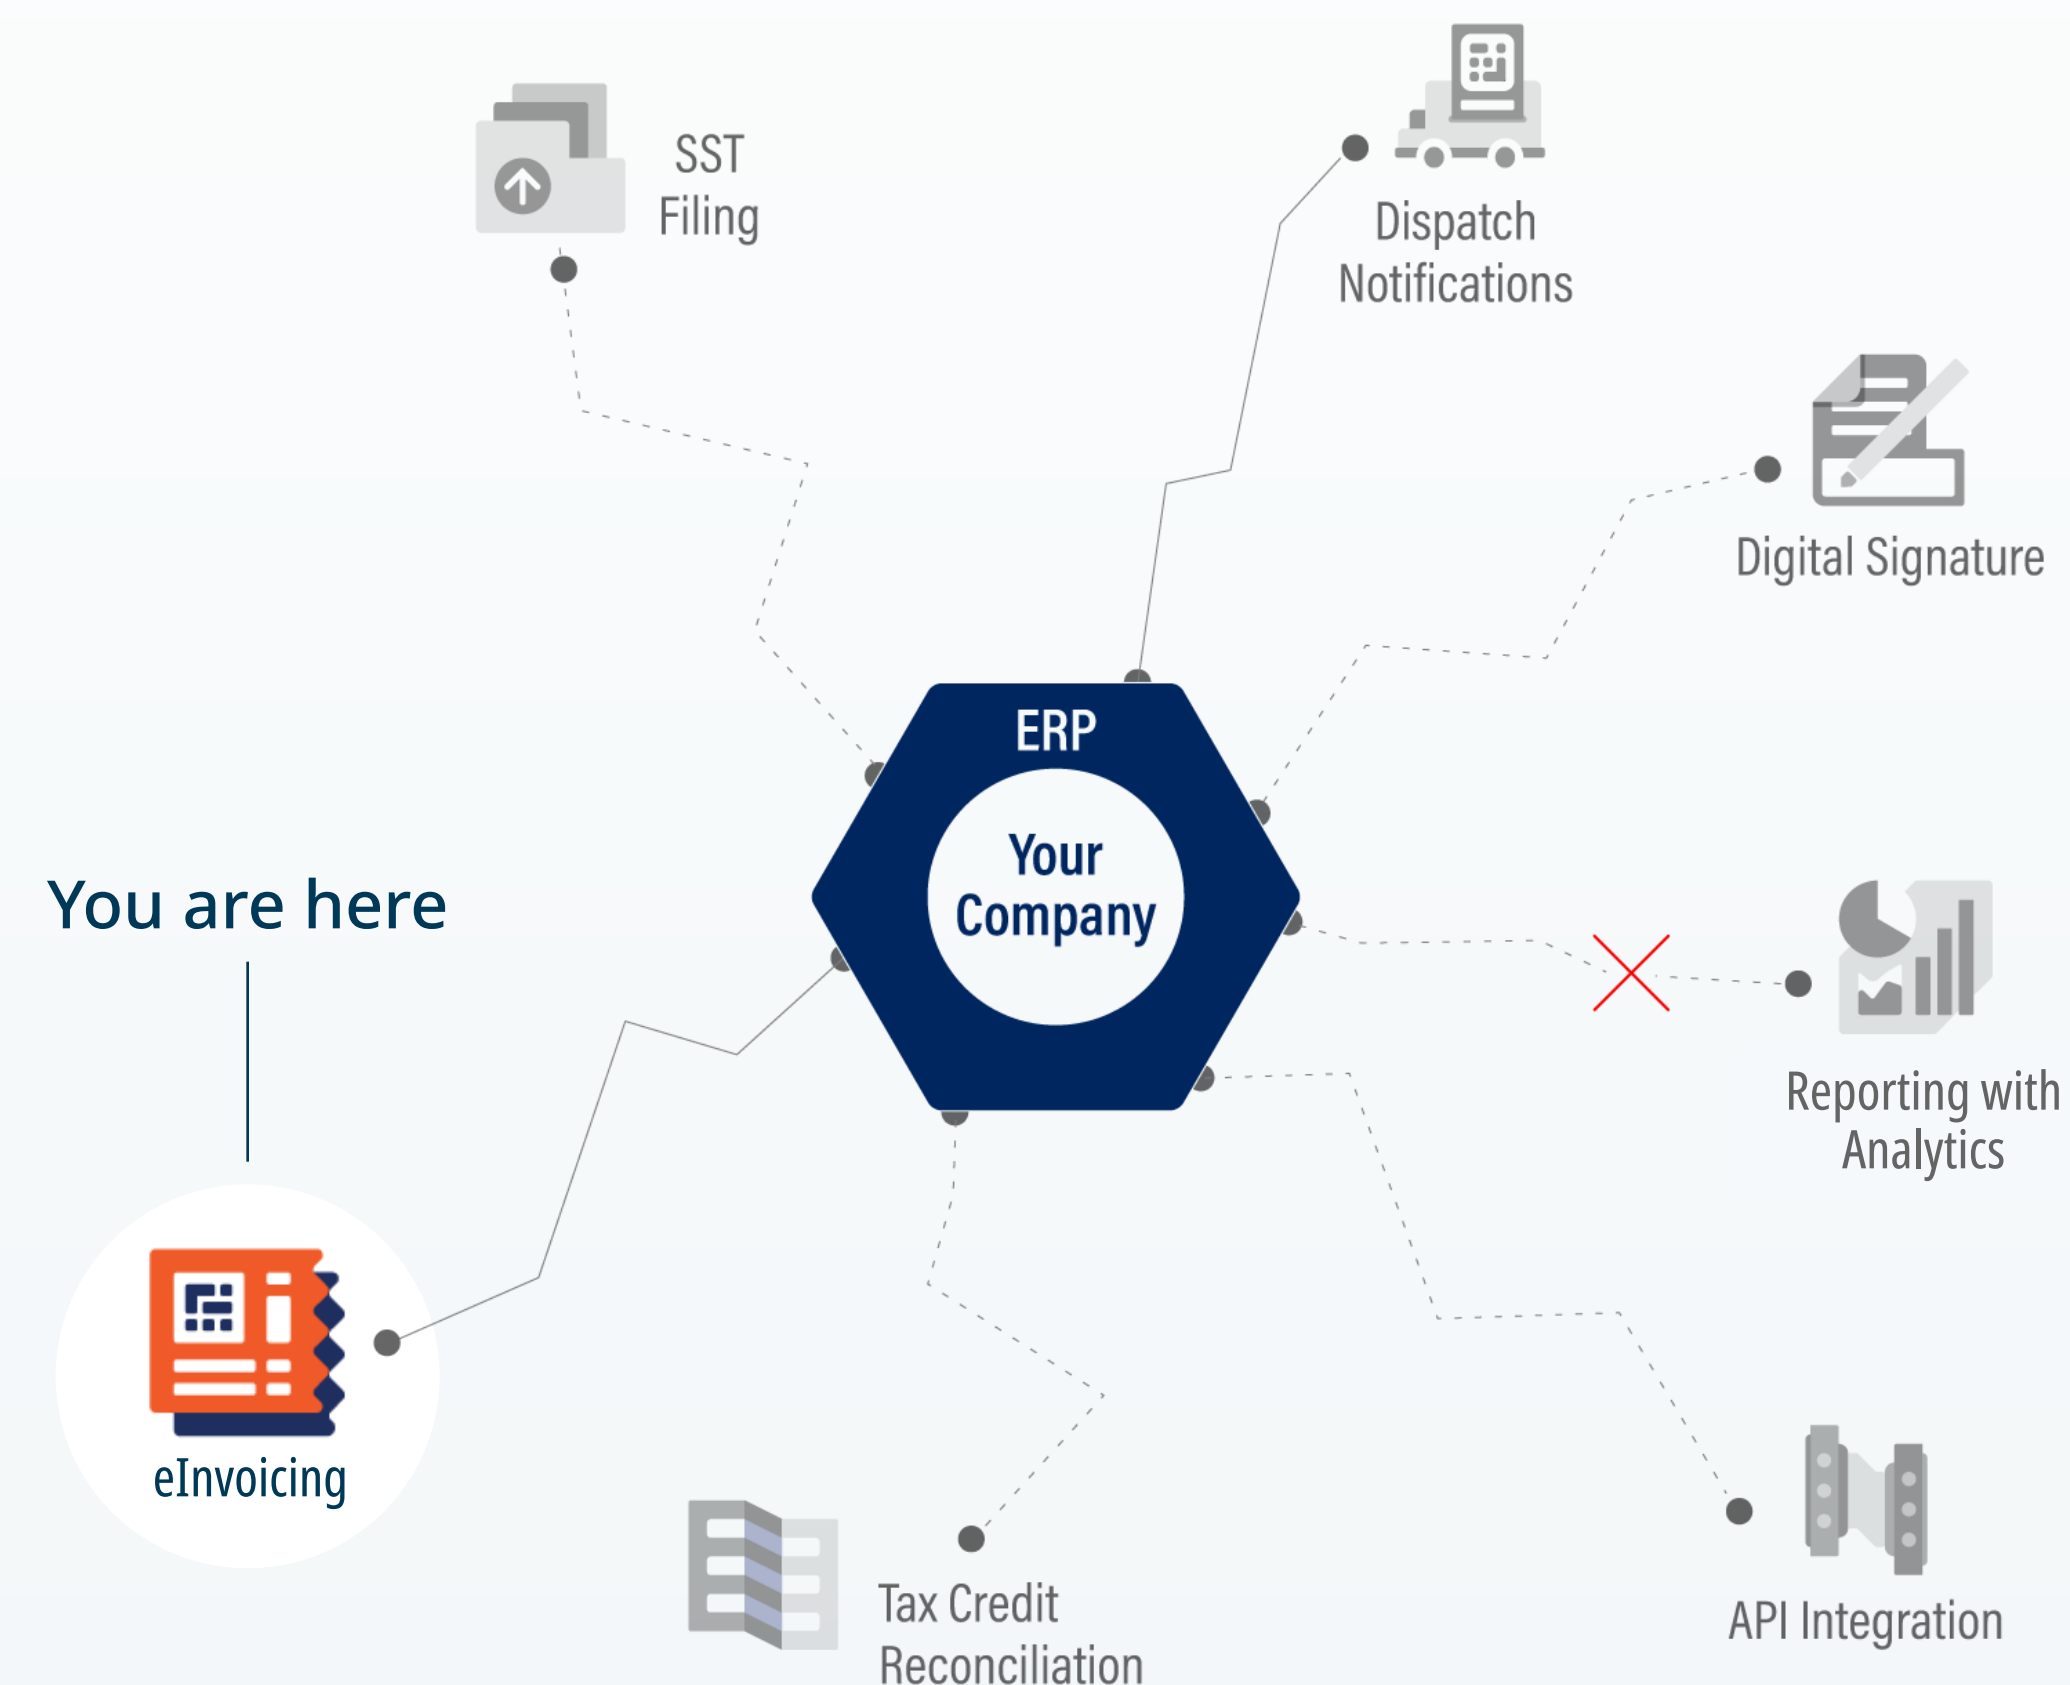 SST
Filing
Dispatch
Notifications
Digital Signature
ERP
Your
Company
You are here
Reporting with
Analytics
eInvoicing
Tax Credit
Reconciliation
API Integration